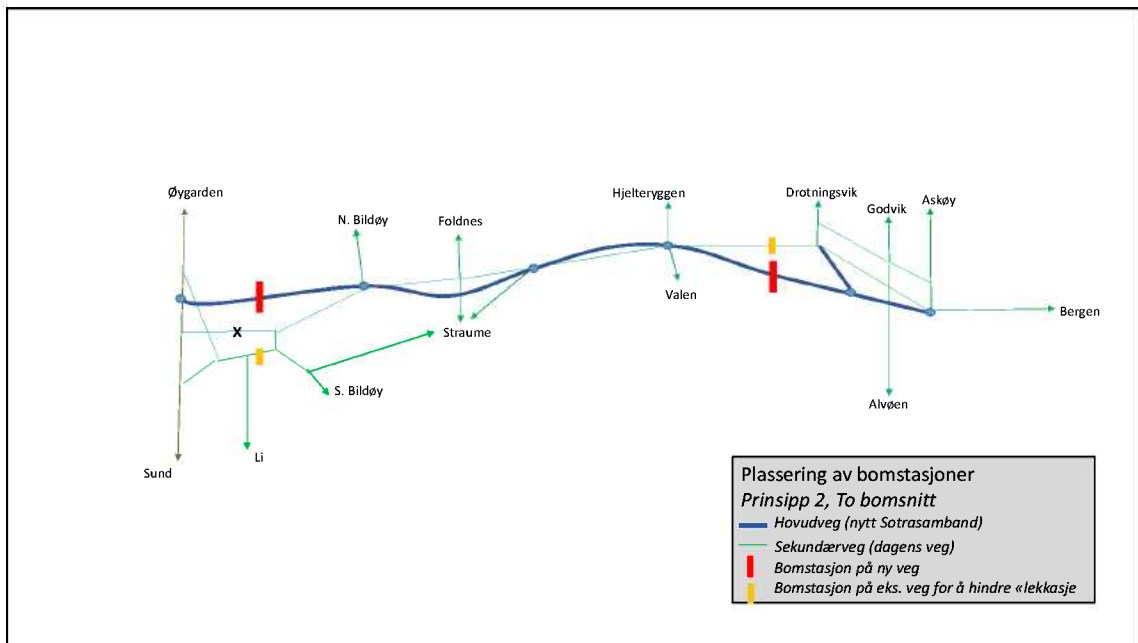 Øygarden
N. Bildøy
Foldnes
Hjelteryggen
Drotningsvik
Godvik
Askøy
Valen
Bergen
X
Straume
S. Bildøy
Alvøen
Li
Sund
Plassering av bomstasjoner
Prinsipp 2, To bomsnitt
Hovudveg (nytt Sotrasamband)
Sekundærveg (dagens veg)
Bomstasjon på ny veg
Bomstasjon på eks. veg for å hindre «lekkasje